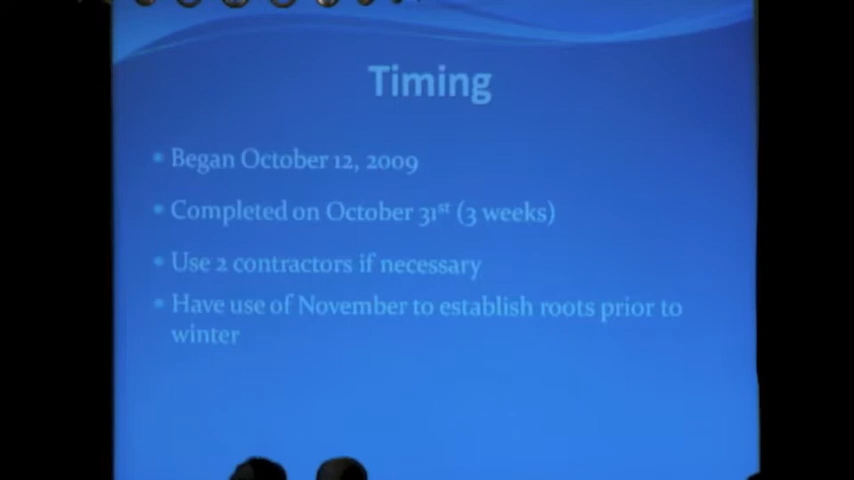 Timing
Began October 12, 2009
Completed on October 31st (3 weeks)
Use 2 contractors if necessary
Have use of November to establish roots prior to
winter